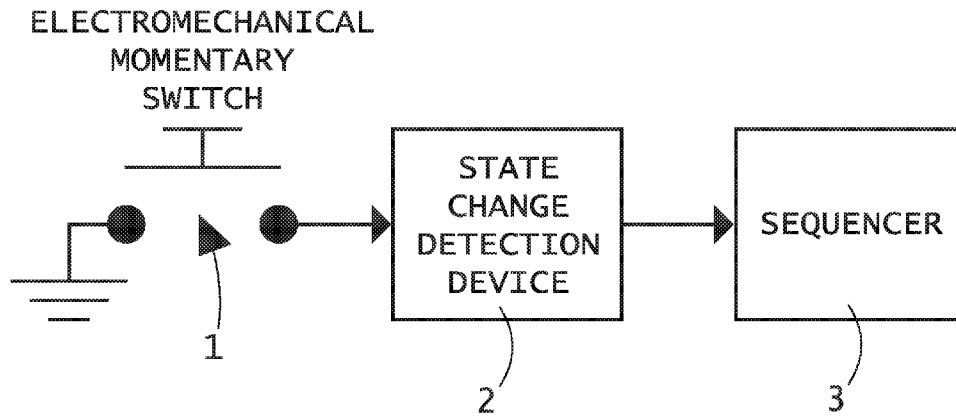 ELECTROMECHANICAL
MOMENTARY
SWITCH
STATE
CHANGE
DETECTION
DEVICE
SEQUENCER
1
2
3